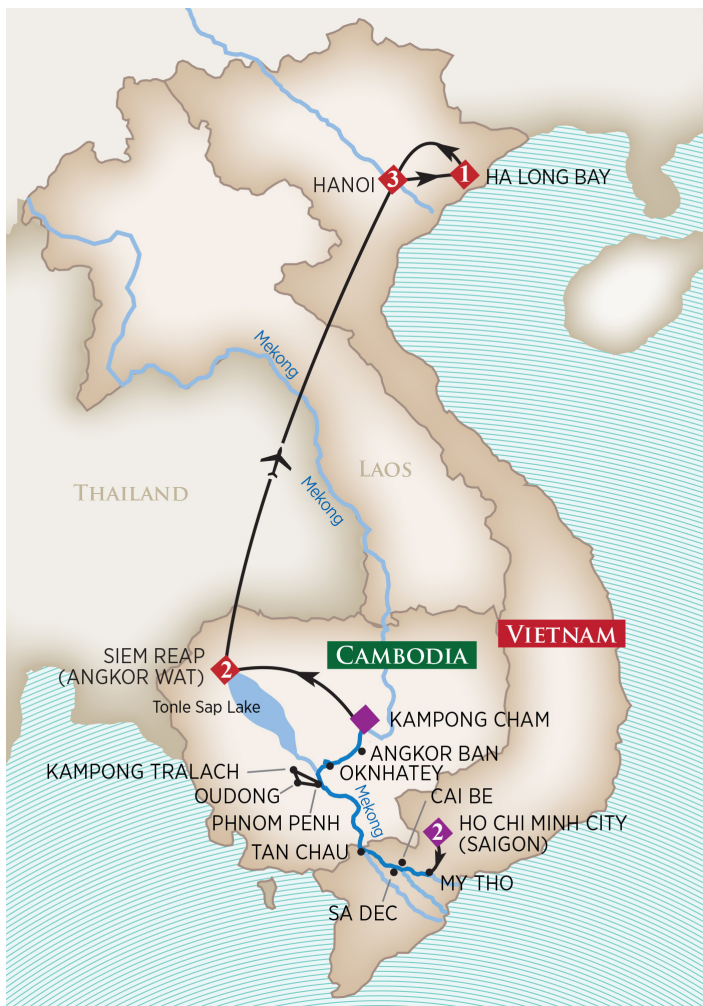 HANOI
3
1
HA LONG BAY
Mekong
Mekong
LAOS
THAILAND
VIETNAM
CAMBODIA
SIEM REAP
(ANGKOR WAT)
2
Tonle Sap Lake
KAMPONG CHAM
ANGKOR BAN
OKNHATEY
KAMPONG TRALACH
OUDONG
PHNOM PENH
Mekong
CAI BE
2
HO CHI MINH CITY
(SAIGON)
TAN CHAU
MY THO
SA DEC